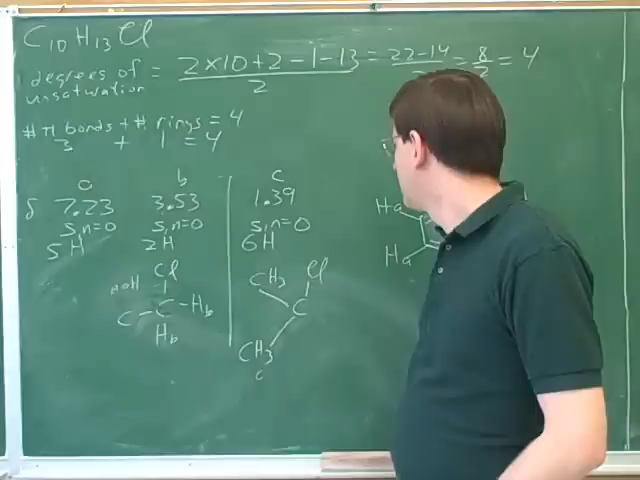 C10H13Cl
degrees of unsaturation = 2×10+2-1-13 / 2 = 22-14 / = 8/2 = 4
# π bonds + # rings = 4
3 + 1 = 4
a b c
δ 7.23 3.53 1.39
s, n=0 s, n=0 s, n=0
5H 2H 6H
Cl CH3 Cl
C-C-Hb C
Hb CH3
c
Ha
Ha